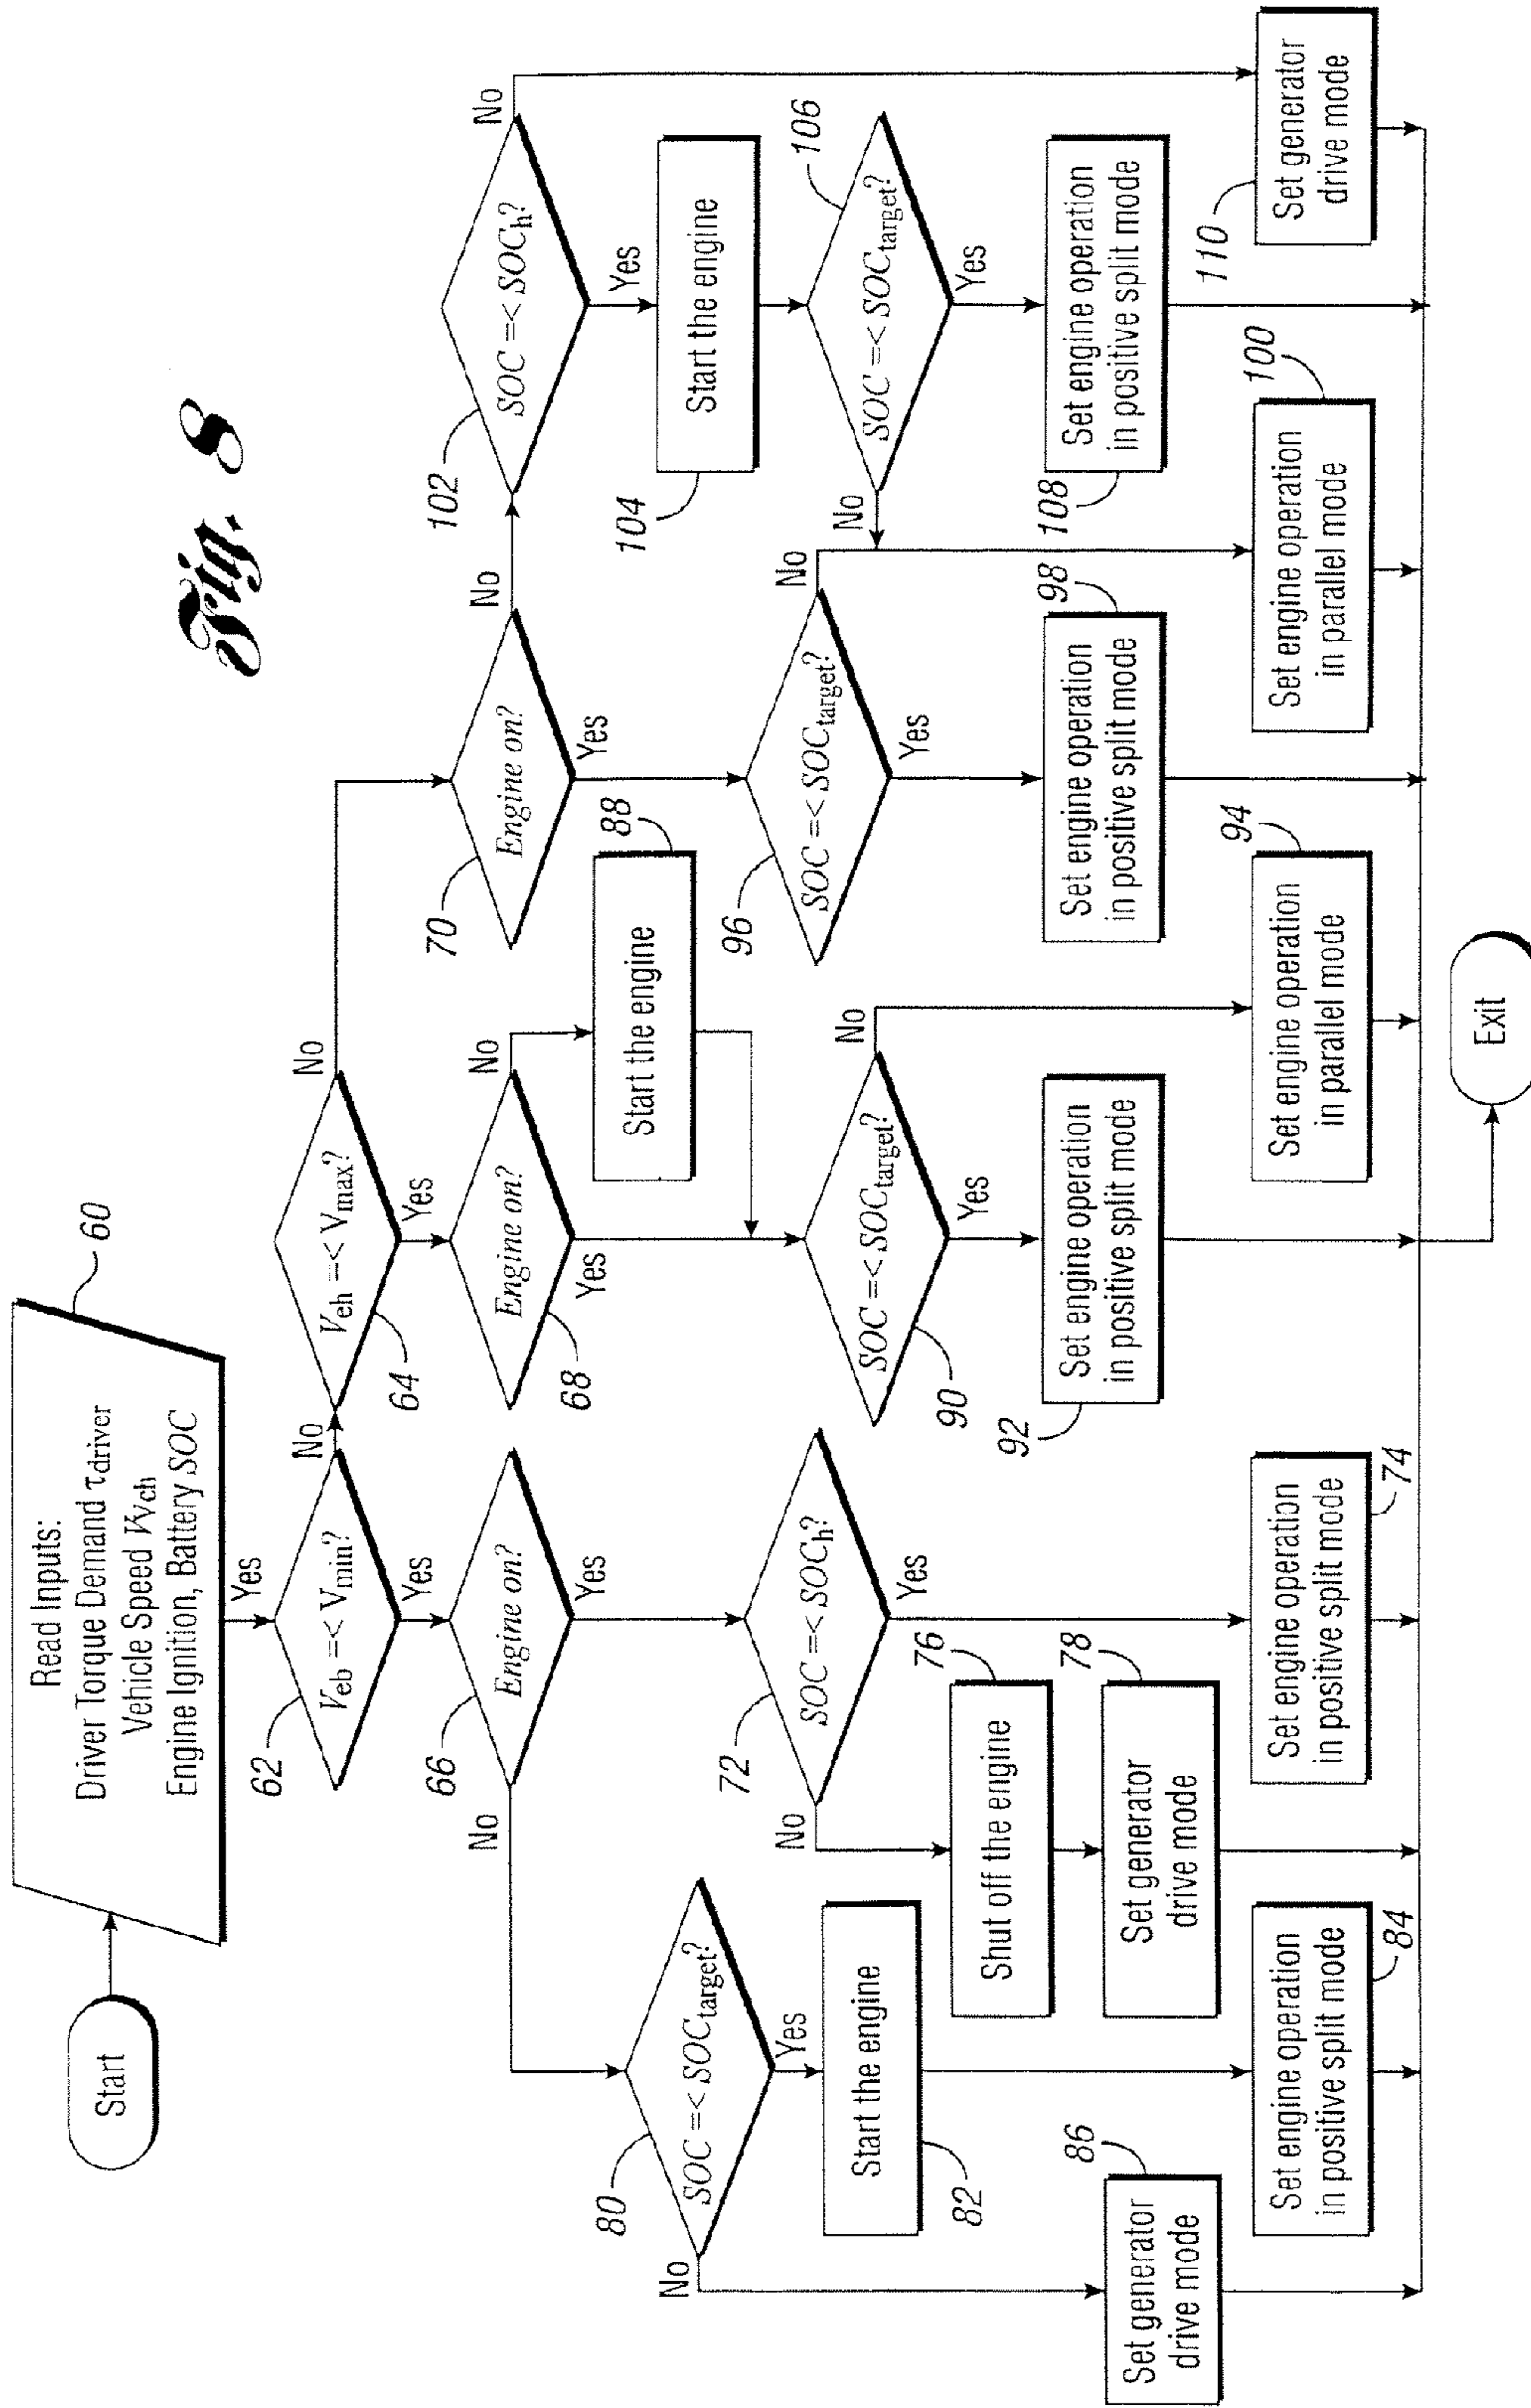 Fig. 8
Start
Read Inputs:
Driver Torque Demand τdriver
Vehicle Speed Vvch
Engine Ignition, Battery SOC
60
Yes
Veb =< Vmin?
62
No
Yes
Veh =< Vmax?
64
No
Yes
Engine on?
66
No
Yes
Engine on?
68
No
Yes
Engine on?
70
No
Yes
SOC =< SOCh?
102
No
Yes
Start the engine
88
Start the engine
104
SOC =< SOCtarget?
80
No
Yes
SOC =< SOCh?
72
No
Yes
SOC =< SOCtarget?
90
No
Yes
SOC =< SOCtarget?
96
No
Yes
SOC =< SOCtarget?
106
No
Yes
Start the engine
82
Shut off the engine
76
Set generator
drive mode
86
Set generator
drive mode
78
Set engine operation
in positive split mode
92
Set engine operation
in positive split mode
98
Set engine operation
in positive split mode
108
Set engine operation
in positive split mode
84
Set engine operation
in positive split mode
74
Set engine operation
in parallel mode
94
Set engine operation
in parallel mode
100
Set generator
drive mode
110
Exit